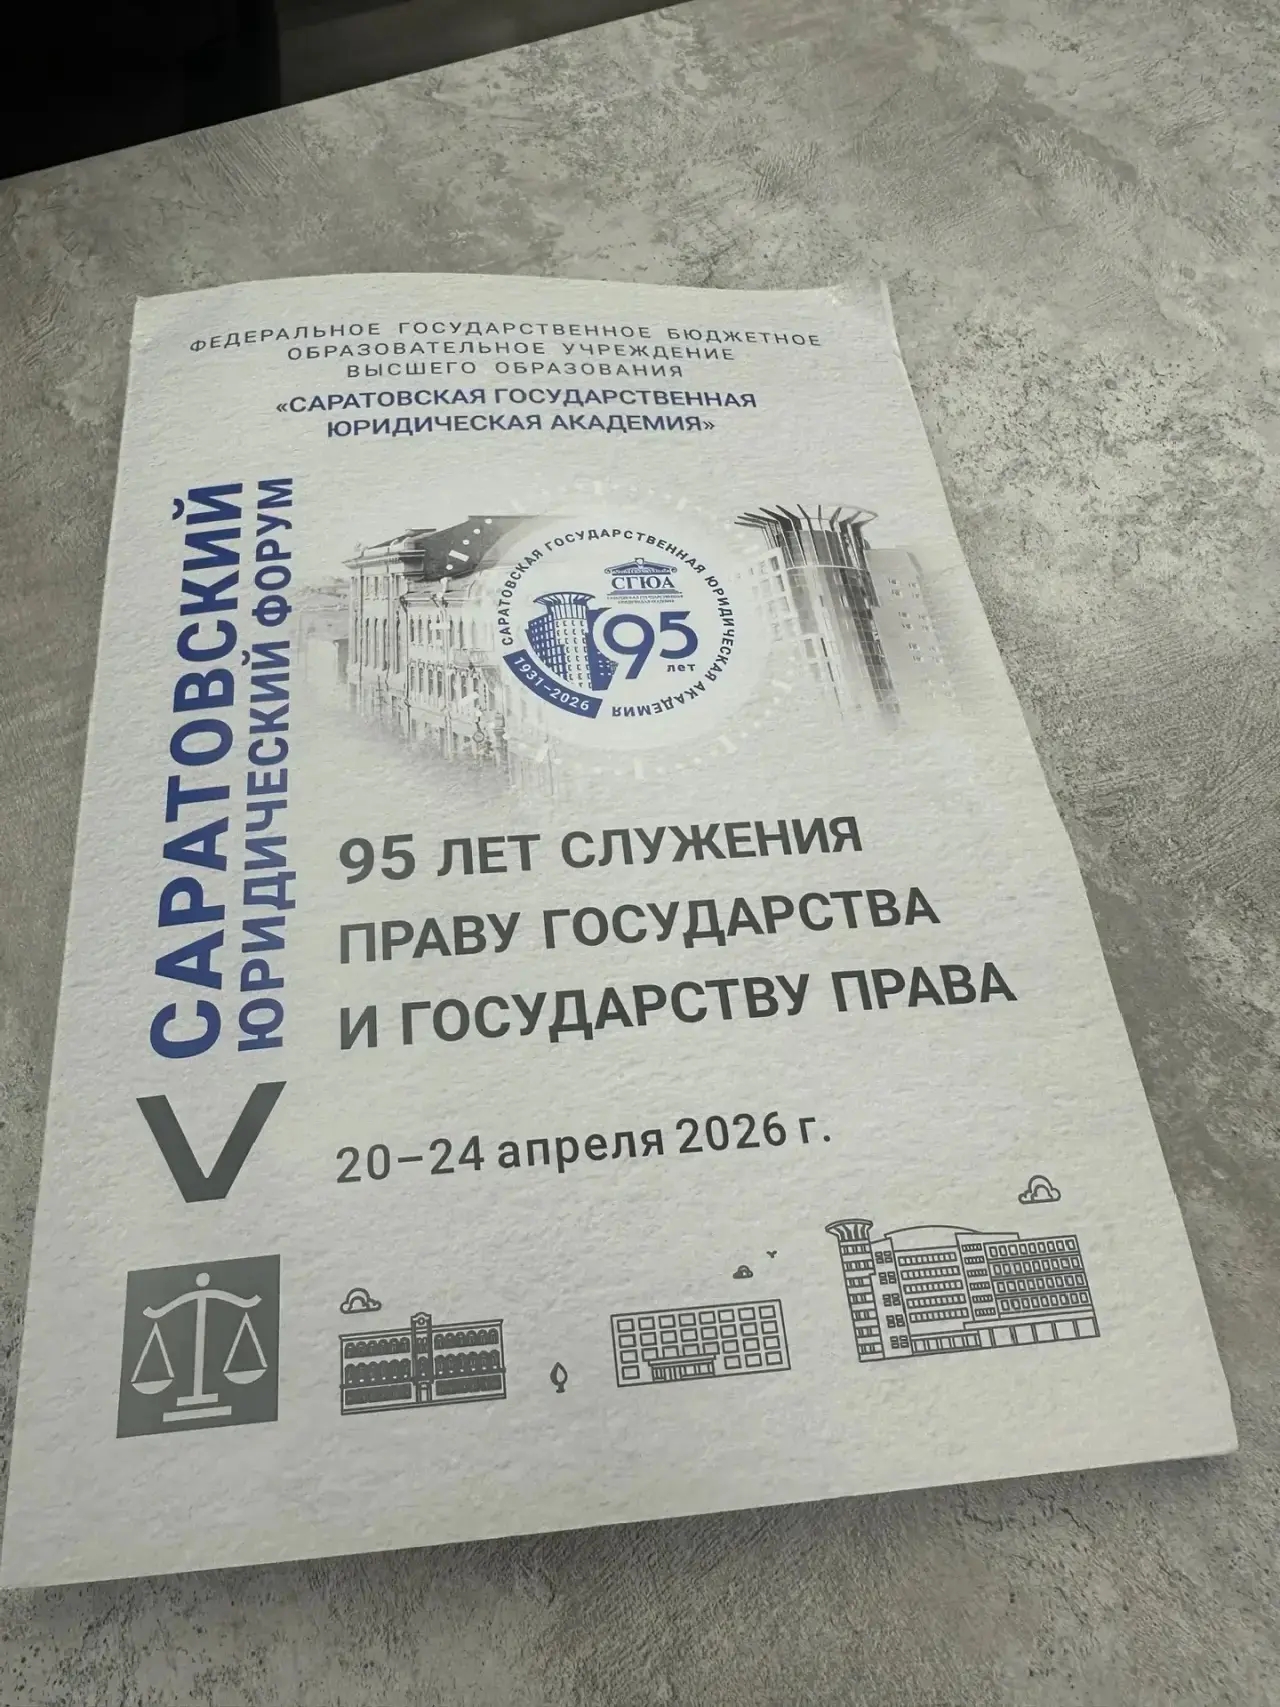 ФЕДЕРАЛЬНОЕ ГОСУДАРСТВЕННОЕ БЮДЖЕТНОЕ
ОБРАЗОВАТЕЛЬНОЕ УЧРЕЖДЕНИЕ
ВЫСШЕГО ОБРАЗОВАНИЯ
«САРАТОВСКАЯ ГОСУДАРСТВЕННАЯ
ЮРИДИЧЕСКАЯ АКАДЕМИЯ»
V САРАТОВСКИЙ
ЮРИДИЧЕСКИЙ ФОРУМ
САРАТОВСКАЯ ГОСУДАРСТВЕННАЯ ЮРИДИЧЕСКАЯ АКАДЕМИЯ
СГЮА
95
лет
1931–2026
95 ЛЕТ СЛУЖЕНИЯ
ПРАВУ ГОСУДАРСТВА
И ГОСУДАРСТВУ ПРАВА
20–24 апреля 2026 г.